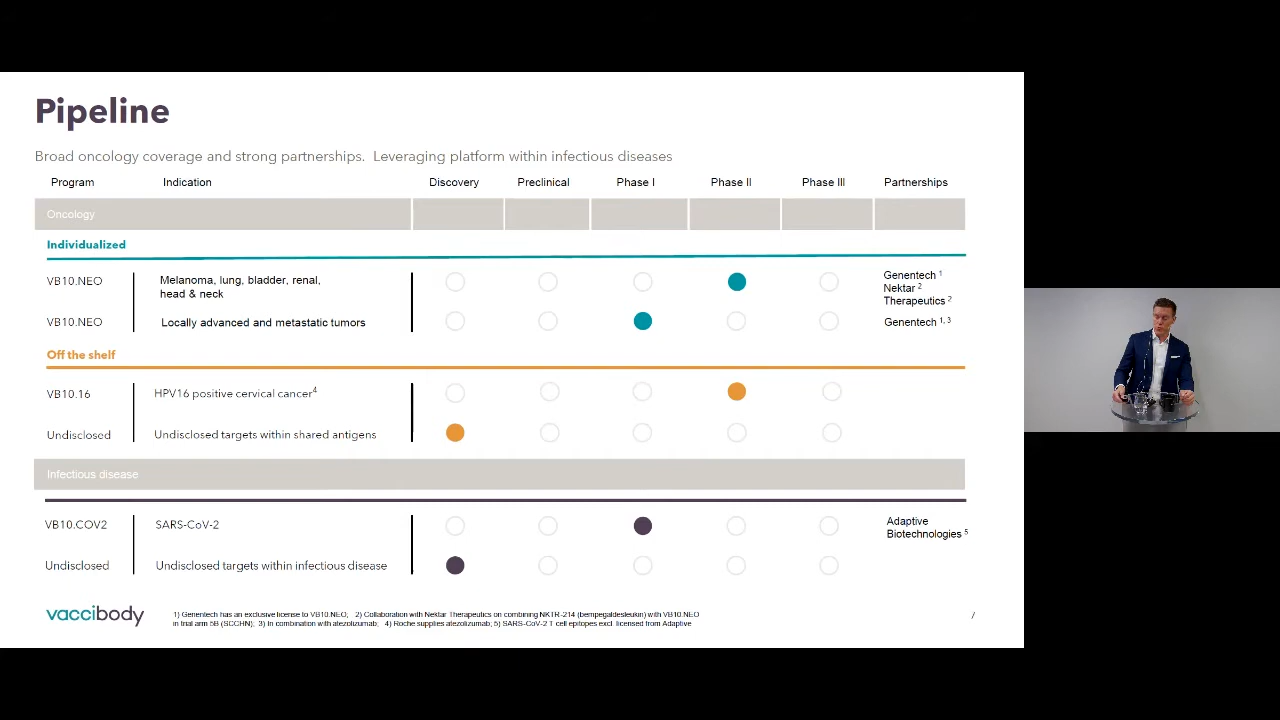 Pipeline
Broad oncology coverage and strong partnerships. Leveraging platform within infectious diseases
Program Indication Discovery Preclinical Phase I Phase II Phase III Partnerships
Oncology
Individualized
VB10.NEO Melanoma, lung, bladder, renal, head & neck Genentech 1
Nektar 2
Therapeutics 2
VB10.NEO Locally advanced and metastatic tumors Genentech 1, 3
Off the shelf
VB10.16 HPV16 positive cervical cancer4
Undisclosed Undisclosed targets within shared antigens
Infectious disease
VB10.COV2 SARS-CoV-2 Adaptive
Biotechnologies 5
Undisclosed Undisclosed targets within infectious disease
vaccibody
1) Genentech has an exclusive license to VB10.NEO; 2) Collaboration with Nektar Therapeutics on combining NKTR-214 (bempegaldesleukin) with VB10.NEO
in trial arm 5B (SCCHN); 3) In combination with atezolizumab, 4) Roche supplies atezolizumab; 5) SARS-CoV-2 T cell epitopes excl. licensed from Adaptive
7